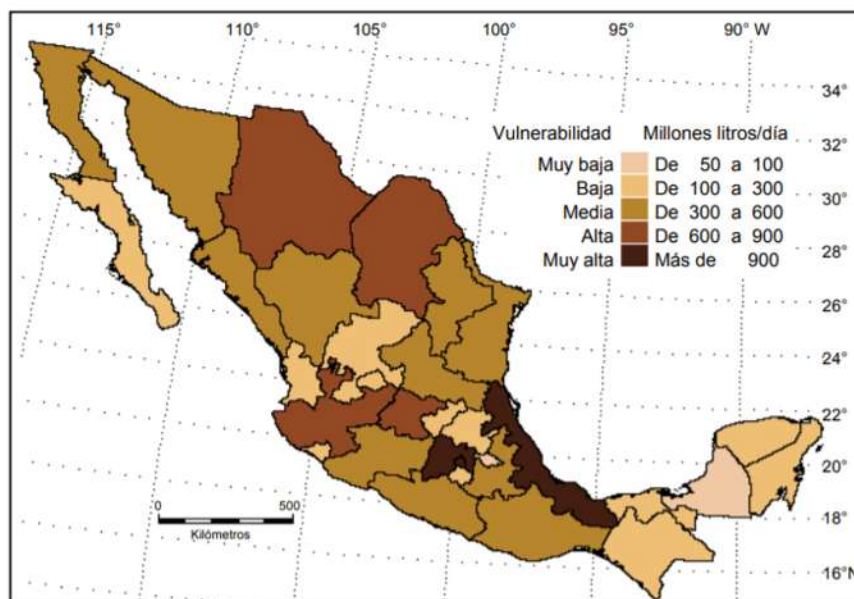 115° 110° 105° 100° 95° 90° W
34°
Vulnerabilidad Millones litros/día
32°
Muy baja De 50 a 100
Baja De 100 a 300
30°
Media De 300 a 600
Alta De 600 a 900
28°
Muy alta Más de 900
26°
24°
22°
20°
0 500
Kilómetros
18°
16°N